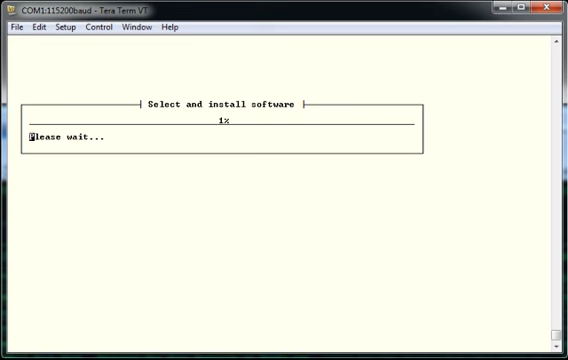 COM1:115200baud - Tera Term VT
File Edit Setup Control Window Help
Select and install software
1%
Please wait...